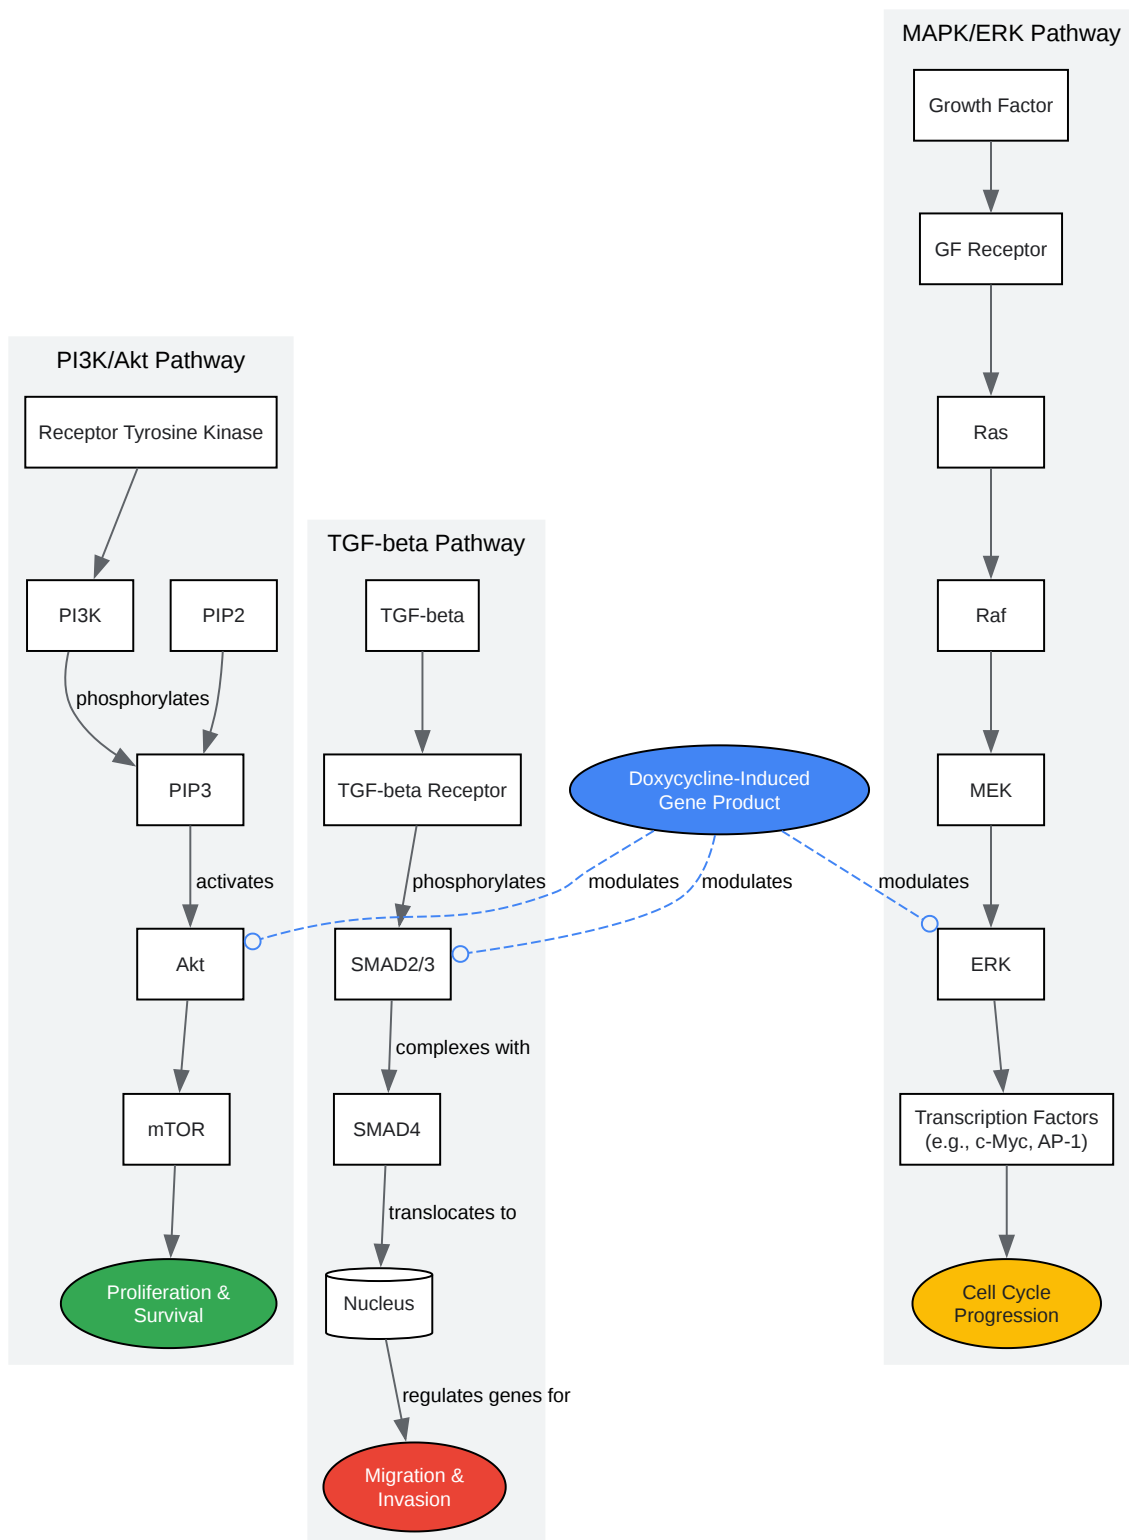 MAPK/ERK Pathway
Growth Factor
GF Receptor
Ras
Raf
MEK
modulates
ERK
Transcription Factors
(e.g., c-Myc, AP-1)
Cell Cycle
Progression
PI3K/Akt Pathway
Receptor Tyrosine Kinase
PI3K
PIP2
phosphorylates
PIP3
activates
Akt
mTOR
Proliferation &
Survival
TGF-beta Pathway
TGF-beta
TGF-beta Receptor
phosphorylates
SMAD2/3
complexes with
SMAD4
translocates to
Nucleus
regulates genes for
Migration &
Invasion
Doxycycline-Induced
Gene Product
modulates
modulates